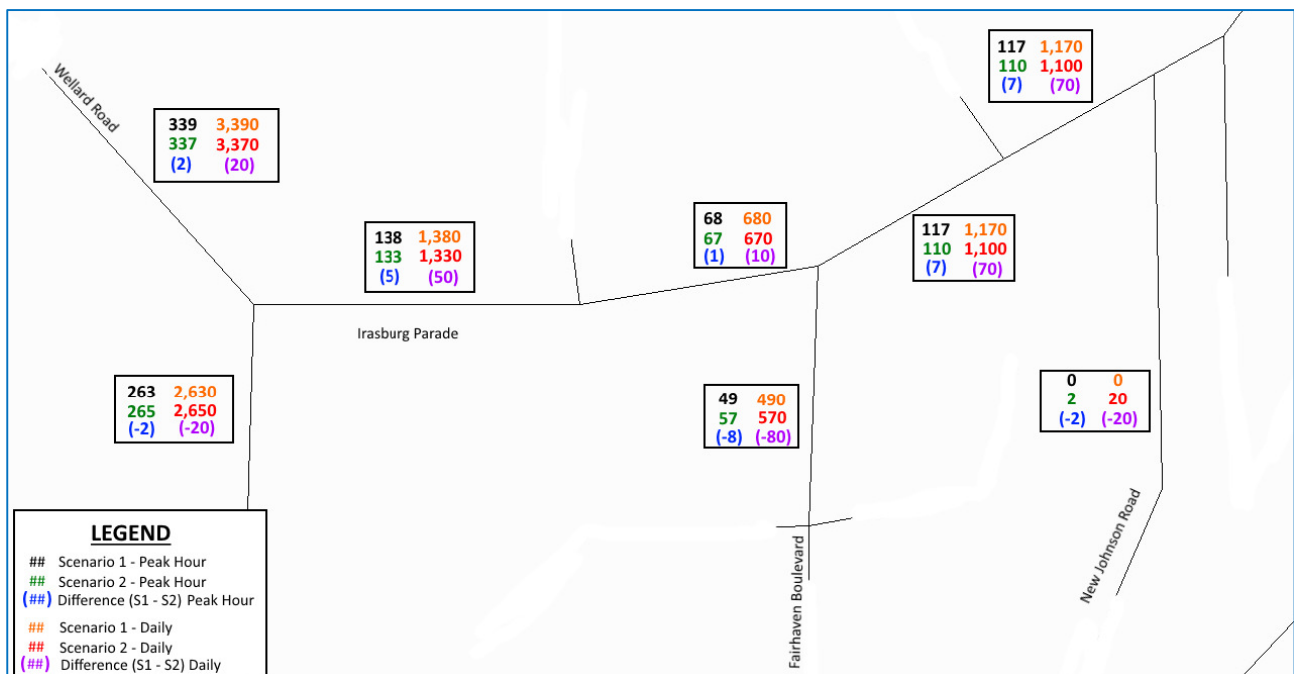 117 1,170
110 1,100
(7) (70)
Wellard Road
339 3,390
337 3,370
(2) (20)
138 1,380
133 1,330
(5) (50)
68 680
67 670
(1) (10)
117 1,170
110 1,100
(7) (70)
Irasburg Parade
263 2,630
265 2,650
(-2) (-20)
49 490
57 570
(-8) (-80)
0 0
2 20
(-2) (-20)
New Johnson Road
Fairhaven Boulevard
LEGEND
## Scenario 1 - Peak Hour
## Scenario 2 - Peak Hour
(##) Difference (S1 - S2) Peak Hour
## Scenario 1 - Daily
## Scenario 2 - Daily
(##) Difference (S1 - S2) Daily